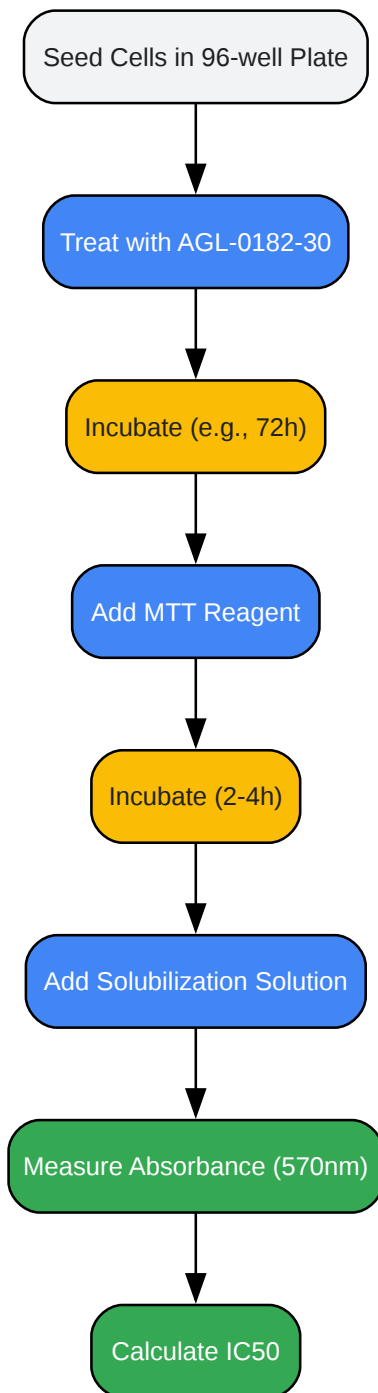 Seed Cells in 96-well Plate
Treat with AGL-0182-30
Incubate (e.g., 72h)
Add MTT Reagent
Incubate (2-4h)
Add Solubilization Solution
Measure Absorbance (570nm)
Calculate IC50